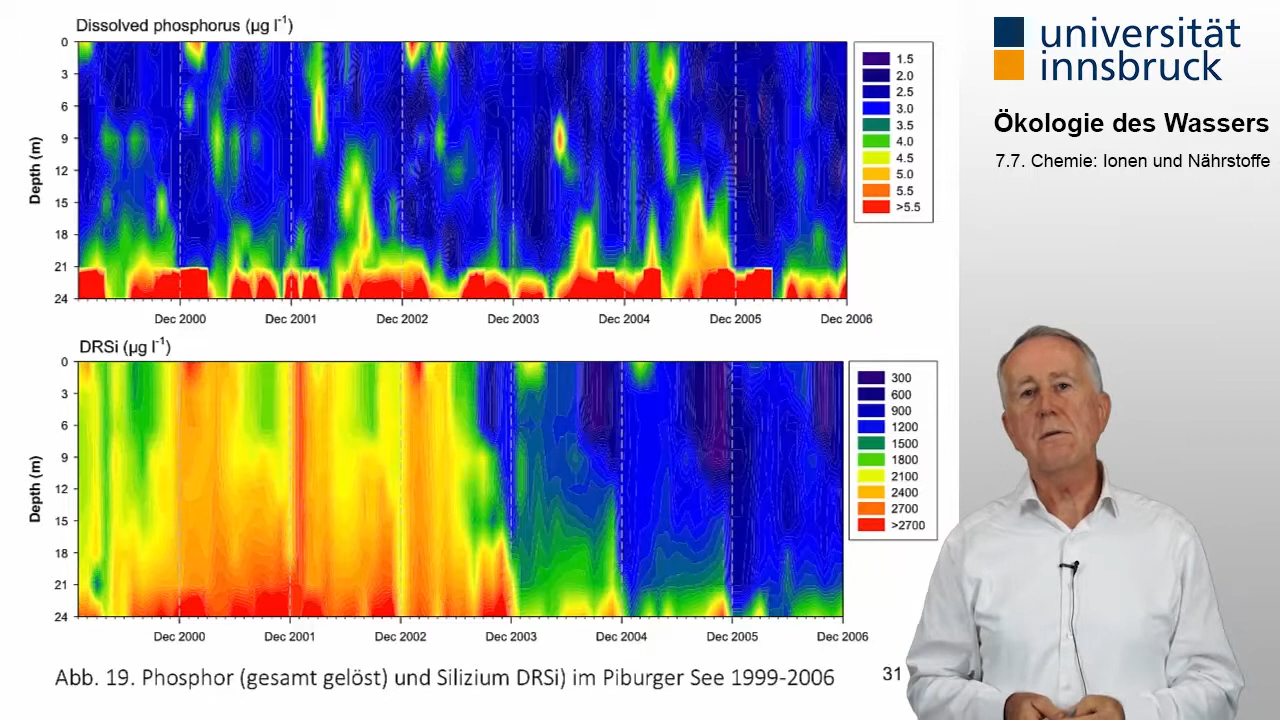 Dissolved phosphorus (µg l-1)
0
3
6
9
12
15
18
21
24
Depth (m)
Dec 2000
Dec 2001
Dec 2002
Dec 2003
Dec 2004
Dec 2005
Dec 2006
1.5
2.0
2.5
3.0
3.5
4.0
4.5
5.0
5.5
>5.5
DRSi (µg l-1)
0
3
6
9
12
15
18
21
24
Depth (m)
Dec 2000
Dec 2001
Dec 2002
Dec 2003
Dec 2004
Dec 2005
Dec 2006
300
600
900
1200
1500
1800
2100
2400
2700
>2700
Abb. 19. Phosphor (gesamt gelöst) und Silizium DRSi) im Piburger See 1999-2006
31
universität
innsbruck
Ökologie des Wassers
7.7. Chemie: Ionen und Nährstoffe